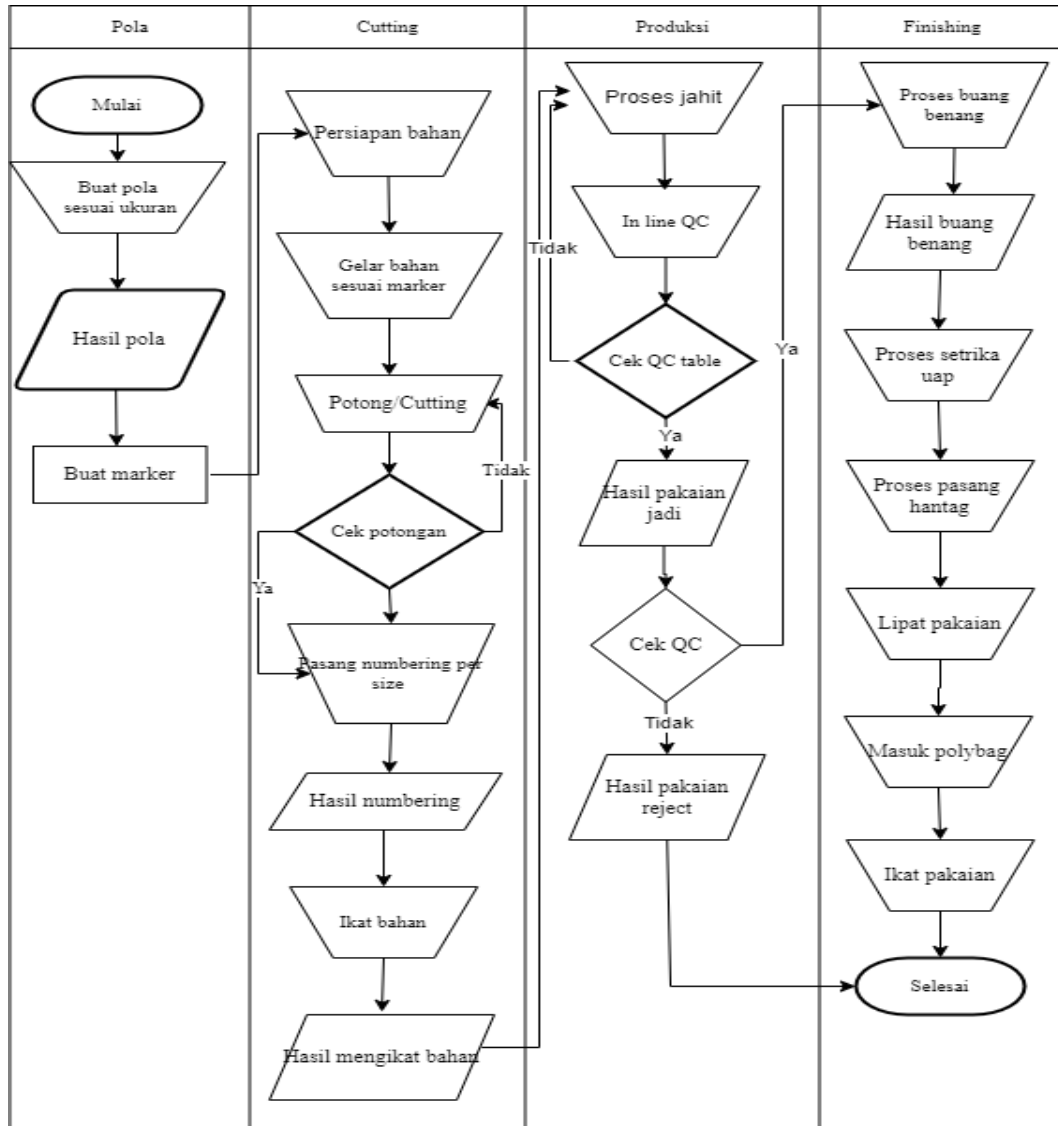 Pola
Cutting
Produksi
Finishing
Mulai
Buat pola
sesuai ukuran
Hasil pola
Buat marker
Persiapan bahan
Gelar bahan
sesuai marker
Potong/Cutting
Tidak
Cek potongan
Ya
Pasang numbering per
size
Hasil numbering
Ikat bahan
Hasil mengikat bahan
Proses jahit
In line QC
Tidak
Cek QC table
Ya
Hasil pakaian
jadi
Cek QC
Ya
Tidak
Hasil pakaian
reject
Proses buang
benang
Hasil buang
benang
Proses setrika
uap
Proses pasang
hantag
Lipat pakaian
Masuk polybag
Ikat pakaian
Selesai